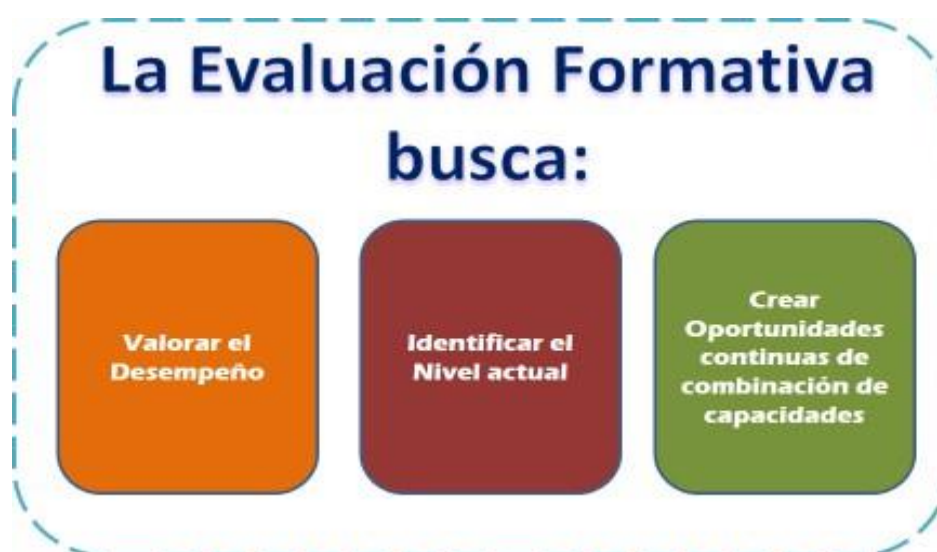 La Evaluación Formativa
busca:
Valorar el
Desempeño
Identificar el
Nivel actual
Crear
Oportunidades
continuas de
combinación de
capacidades